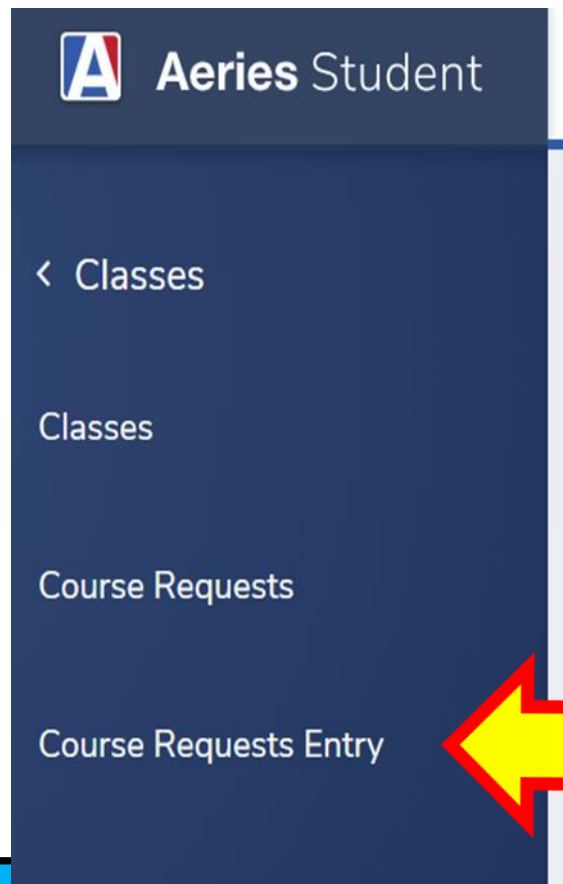 A Aeries Student
< Classes
Classes
Course Requests
Course Requests Entry